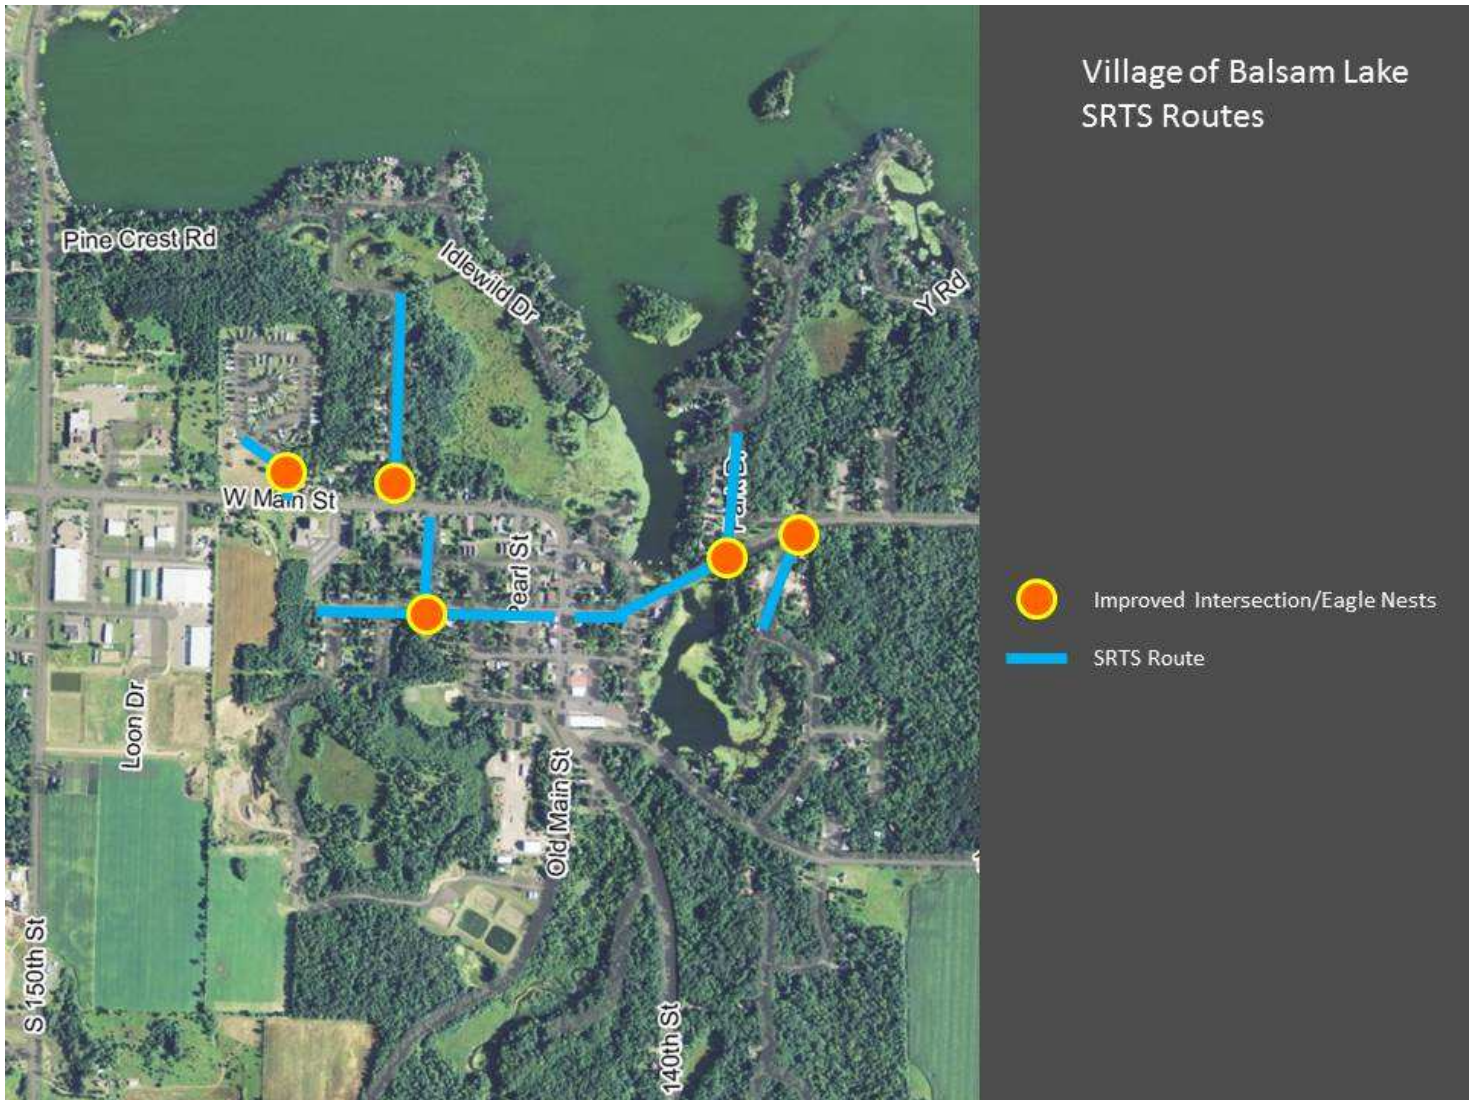 Village of Balsam Lake
SRTS Routes
Pine Crest Rd
Idlewild Dr
Y Rd
W Main St
Pearl St
Loon Dr
Old Main St
S 150th St
140th St
Improved Intersection/Eagle Nests
SRTS Route